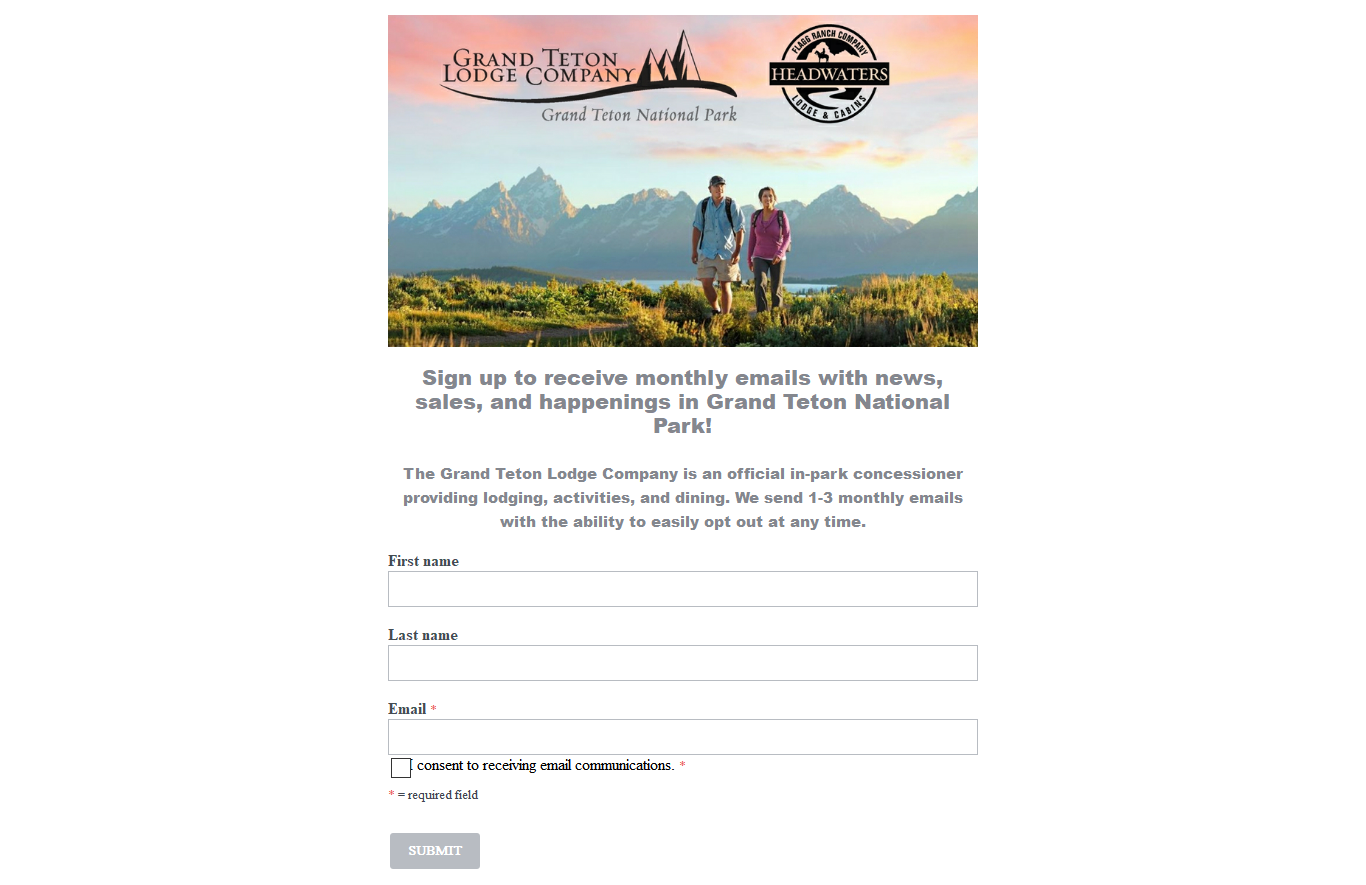 GRAND TETON
LODGE COMPANY
Grand Teton National Park
FLAGG RANCH COMPANY
HEADWATERS
LODGE & CABINS
Sign up to receive monthly emails with news,
sales, and happenings in Grand Teton National
Park!
The Grand Teton Lodge Company is an official in-park concessioner
providing lodging, activities, and dining. We send 1-3 monthly emails
with the ability to easily opt out at any time.
First name
Last name
Email *
I consent to receiving email communications. *
* = required field
SUBMIT